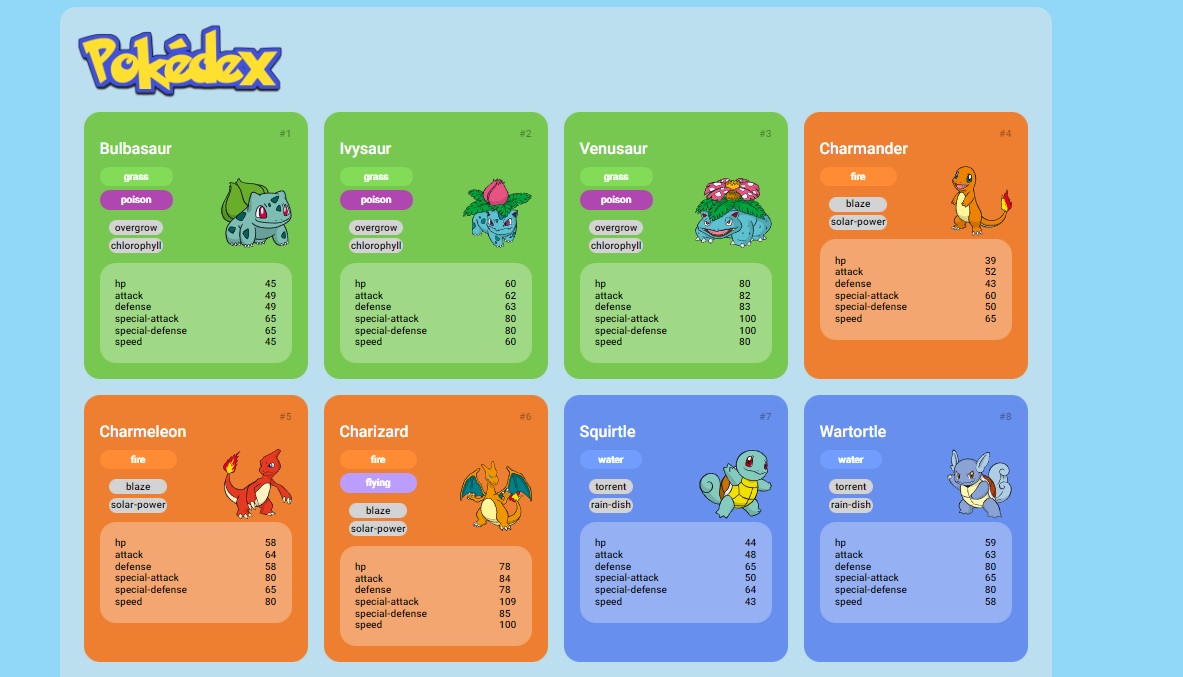 Pokédex
#1
Bulbasaur
grass
poison
overgrow
chlorophyll
hp 45
attack 49
defense 49
special-attack 65
special-defense 65
speed 45
#2
Ivysaur
grass
poison
overgrow
chlorophyll
hp 60
attack 62
defense 63
special-attack 80
special-defense 80
speed 60
#3
Venusaur
grass
poison
overgrow
chlorophyll
hp 80
attack 82
defense 83
special-attack 100
special-defense 100
speed 80
#4
Charmander
fire
blaze
solar-power
hp 39
attack 52
defense 43
special-attack 60
special-defense 50
speed 65
#5
Charmeleon
fire
blaze
solar-power
hp 58
attack 64
defense 58
special-attack 80
special-defense 65
speed 80
#6
Charizard
fire
flying
blaze
solar-power
hp 78
attack 84
defense 78
special-attack 109
special-defense 85
speed 100
#7
Squirtle
water
torrent
rain-dish
hp 44
attack 48
defense 65
special-attack 50
special-defense 64
speed 43
#8
Wartortle
water
torrent
rain-dish
hp 59
attack 63
defense 80
special-attack 65
special-defense 80
speed 58